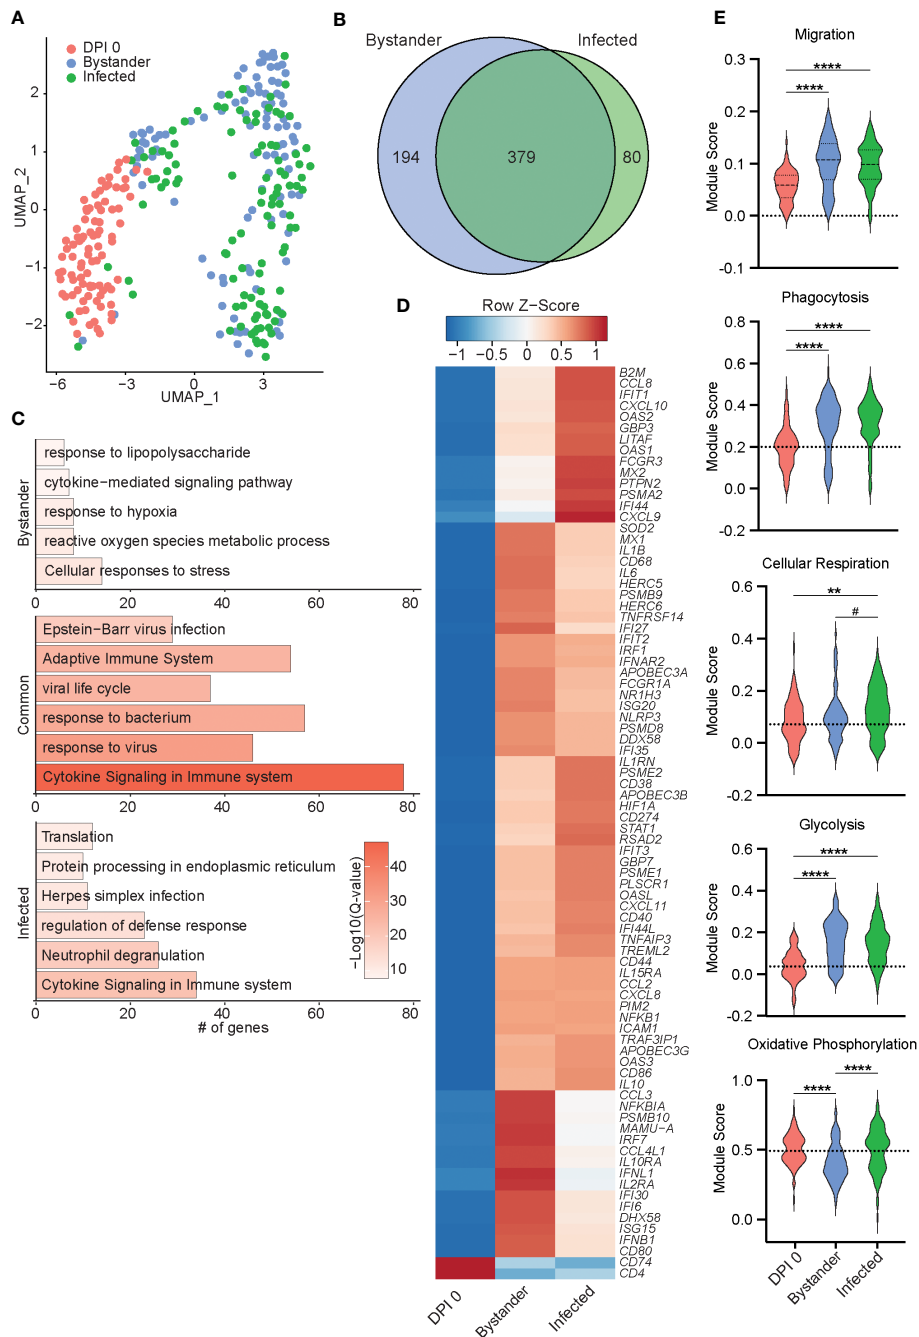 A
DPI 0
Bystander
Infected
2
1
0
−1
−2
−6
−3
0
3
UMAP_2
UMAP_1
B
Bystander
Infected
194
379
80
C
Bystander
response to lipopolysaccharide
cytokine−mediated signaling pathway
response to hypoxia
reactive oxygen species metabolic process
Cellular responses to stress
0
20
40
60
80
Common
Epstein−Barr virus infection
Adaptive Immune System
viral life cycle
response to bacterium
response to virus
Cytokine Signaling in Immune system
0
20
40
60
80
Infected
Translation
Protein processing in endoplasmic reticulum
Herpes simplex infection
regulation of defense response
Neutrophil degranulation
Cytokine Signaling in Immune system
0
20
40
60
80
# of genes
−Log10(Q-value)
40
30
20
10
D
Row Z−Score
−1
−0.5
0
0.5
1
B2M
CCL8
IFIT1
CXCL10
OAS2
GBP3
LITAF
OAS1
FCGR3
MX2
PTPN2
PSMA2
IFI44
CXCL9
SOD2
MX1
IL1B
CD68
IL6
HERC5
PSMB9
HERC6
TNFRSF14
IFI27
IFIT2
IRF1
IFNAR2
APOBEC3A
FCGR1A
NR1H3
ISG20
NLRP3
PSMD8
DDX58
IFI35
IL1RN
PSME2
CD38
APOBEC3B
HIF1A
CD274
STAT1
RSAD2
IFIT3
GBP7
PSME1
PLSCR1
OASL
CXCL11
CD40
IFI44L
TNFAIP3
TREML2
CD44
IL15RA
CCL2
CXCL8
PIM2
NFKB1
ICAM1
TRAF3IP1
APOBEC3G
OAS3
CD86
IL10
CCL3
NFKBIA
PSMB10
MAMU−A
IRF7
CCL4L1
IL10RA
IFNL1
IL2RA
IFI30
IFI6
DHX58
ISG15
IFNB1
CD80
CD74
CD4
DPI 0
Bystander
Infected
E
Migration
****
****
0.3
0.2
0.1
0.0
-0.1
Module Score
Phagocytosis
****
****
0.8
0.6
0.4
0.2
0.0
-0.2
Module Score
Cellular Respiration
**
#
0.6
0.4
0.2
0.0
-0.2
Module Score
Glycolysis
****
****
0.6
0.4
0.2
0.0
-0.2
Module Score
Oxidative Phosphorylation
****
****
1.0
0.5
0.0
Module Score
DPI 0
Bystander
Infected